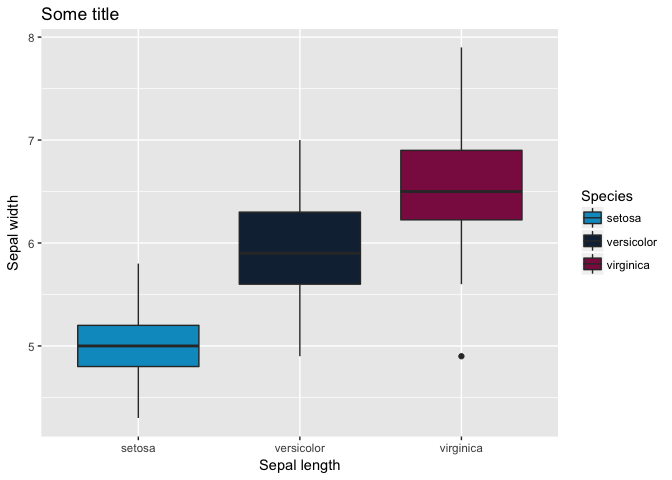 Some title
8
7
6
5
Sepal width
setosa
versicolor
virginica
Sepal length
Species
setosa
versicolor
virginica